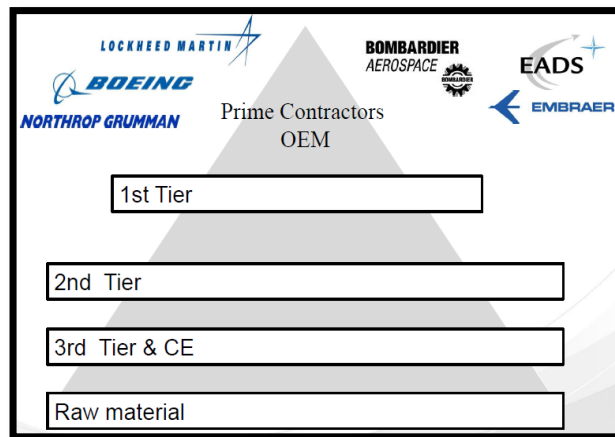 LOCKHEED MARTIN
BOEING
NORTHROP GRUMMAN
BOMBARDIER
AEROSPACE
BOMBARDIER
EADS
EMBRAER
Prime Contractors
OEM
1st Tier
2nd Tier
3rd Tier & CE
Raw material